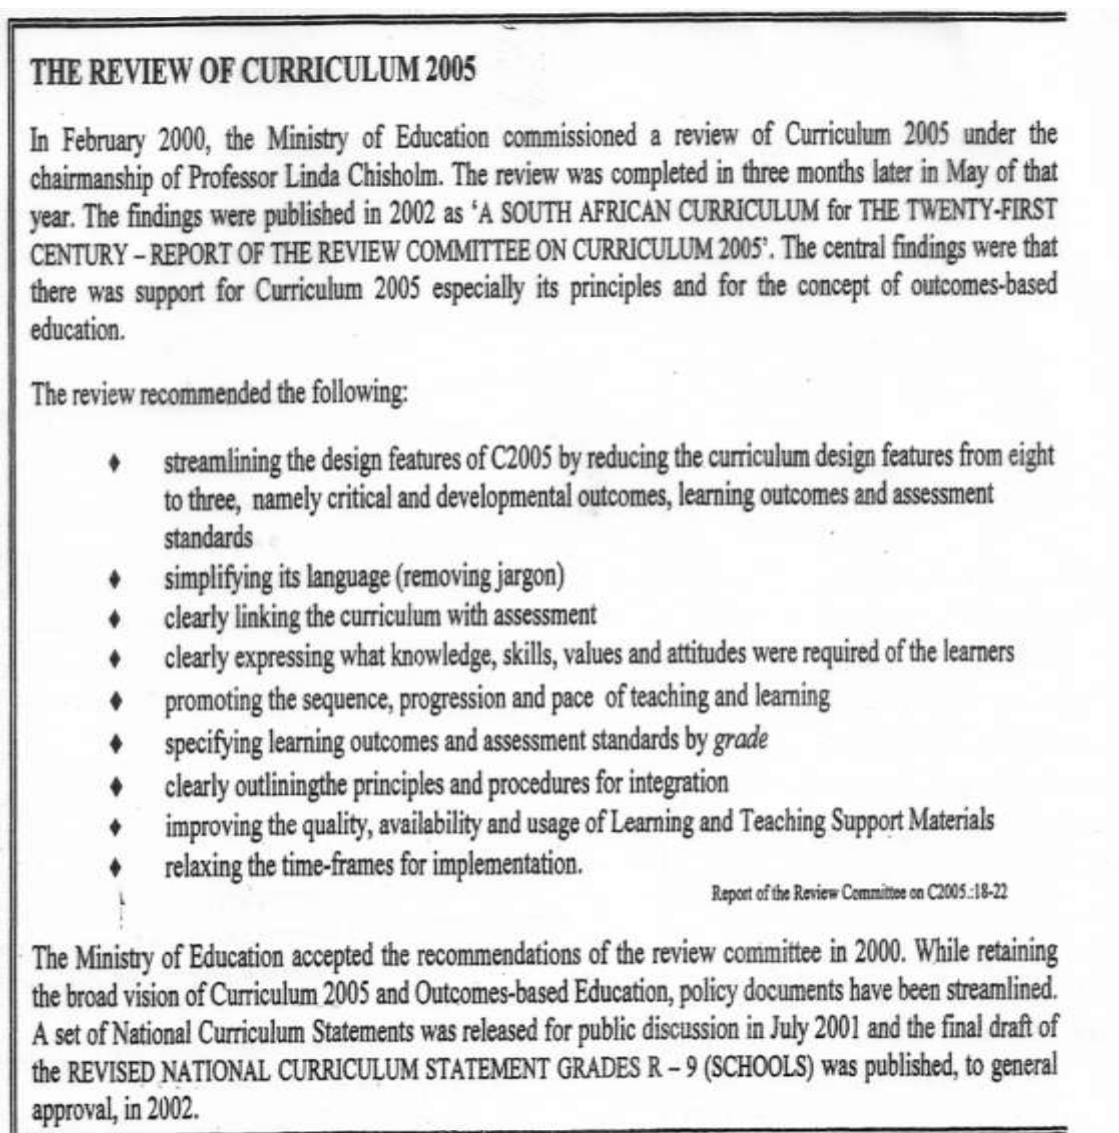 THE REVIEW OF CURRICULUM 2005
In February 2000, the Ministry of Education commissioned a review of Curriculum 2005 under the
chairmanship of Professor Linda Chisholm. The review was completed in three months later in May of that
year. The findings were published in 2002 as ‘A SOUTH AFRICAN CURRICULUM for THE TWENTY-FIRST
CENTURY – REPORT OF THE REVIEW COMMITTEE ON CURRICULUM 2005’. The central findings were that
there was support for Curriculum 2005 especially its principles and for the concept of outcomes-based
education.
The review recommended the following:
♦ streamlining the design features of C2005 by reducing the curriculum design features from eight
to three, namely critical and developmental outcomes, learning outcomes and assessment
standards
♦ simplifying its language (removing jargon)
♦ clearly linking the curriculum with assessment
♦ clearly expressing what knowledge, skills, values and attitudes were required of the learners
♦ promoting the sequence, progression and pace of teaching and learning
♦ specifying learning outcomes and assessment standards by grade
♦ clearly outliningthe principles and procedures for integration
♦ improving the quality, availability and usage of Learning and Teaching Support Materials
♦ relaxing the time-frames for implementation.
Report of the Review Committee on C2005.:18-22
The Ministry of Education accepted the recommendations of the review committee in 2000. While retaining
the broad vision of Curriculum 2005 and Outcomes-based Education, policy documents have been streamlined.
A set of National Curriculum Statements was released for public discussion in July 2001 and the final draft of
the REVISED NATIONAL CURRICULUM STATEMENT GRADES R – 9 (SCHOOLS) was published, to general
approval, in 2002.